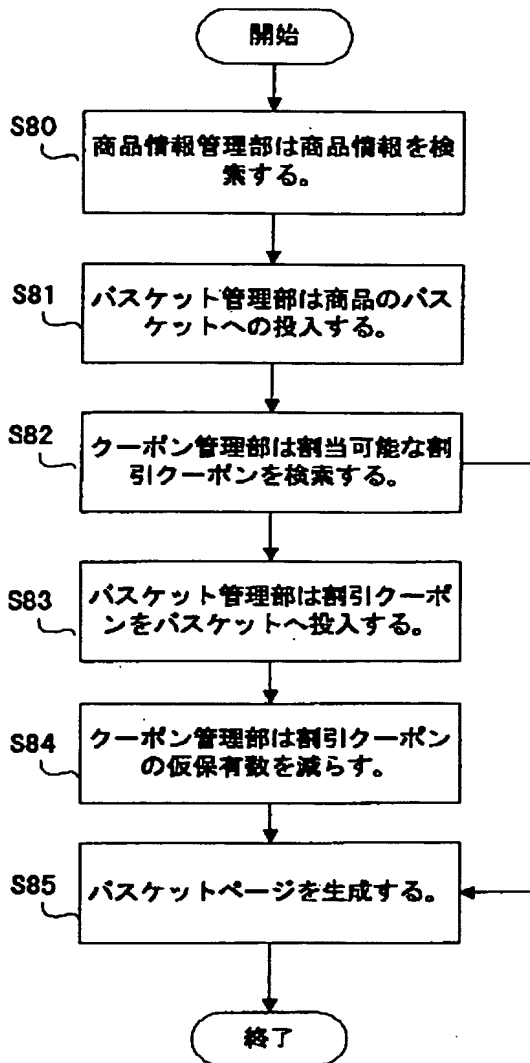 開始
S80
商品情報管理部は商品情報を検
索する。
S81
バスケット管理部は商品のバス
ケットへの投入する。
S82
クーポン管理部は割当可能な割
引クーポンを検索する。
S83
バスケット管理部は割引クーポ
ンをバスケットへ投入する。
S84
クーポン管理部は割引クーポン
の仮保有数を減らす。
S85
バスケットページを生成する。
終了